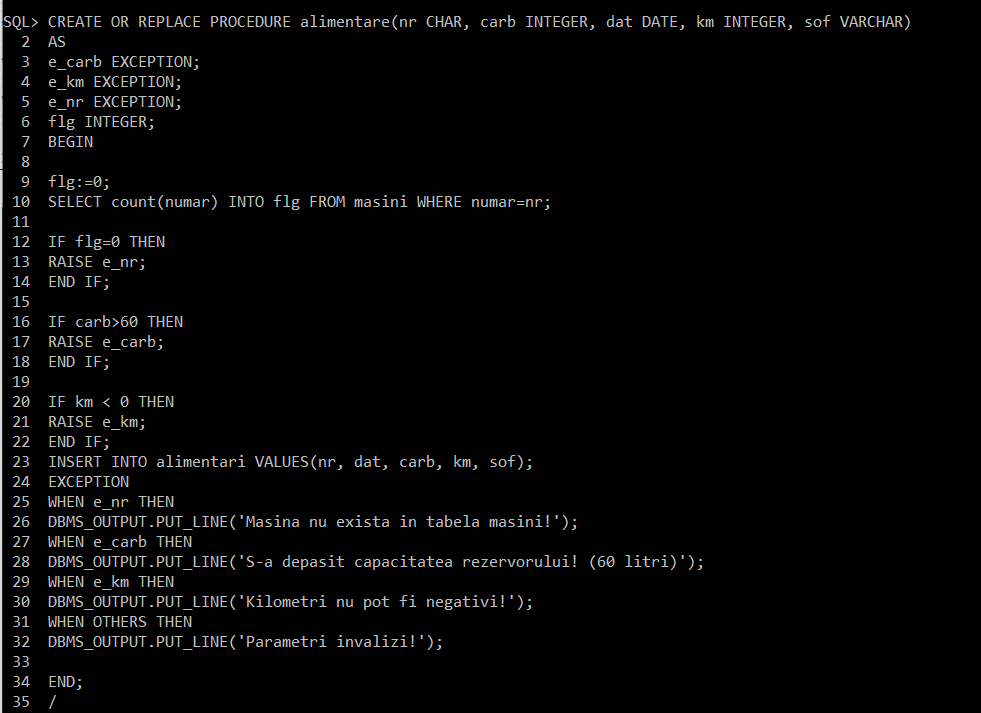 SQL> CREATE OR REPLACE PROCEDURE alimentare(nr CHAR, carb INTEGER, dat DATE, km INTEGER, sof VARCHAR)
2 AS
3 e_carb EXCEPTION;
4 e_km EXCEPTION;
5 e_nr EXCEPTION;
6 flg INTEGER;
7 BEGIN
8
9 flg:=0;
10 SELECT count(numar) INTO flg FROM masini WHERE numar=nr;
11
12 IF flg=0 THEN
13 RAISE e_nr;
14 END IF;
15
16 IF carb>60 THEN
17 RAISE e_carb;
18 END IF;
19
20 IF km < 0 THEN
21 RAISE e_km;
22 END IF;
23 INSERT INTO alimentari VALUES(nr, dat, carb, km, sof);
24 EXCEPTION
25 WHEN e_nr THEN
26 DBMS_OUTPUT.PUT_LINE('Masina nu exista in tabela masini!');
27 WHEN e_carb THEN
28 DBMS_OUTPUT.PUT_LINE('S-a depasit capacitatea rezervorului! (60 litri)');
29 WHEN e_km THEN
30 DBMS_OUTPUT.PUT_LINE('Kilometri nu pot fi negativi!');
31 WHEN OTHERS THEN
32 DBMS_OUTPUT.PUT_LINE('Parametri invalizi!');
33
34 END;
35 /